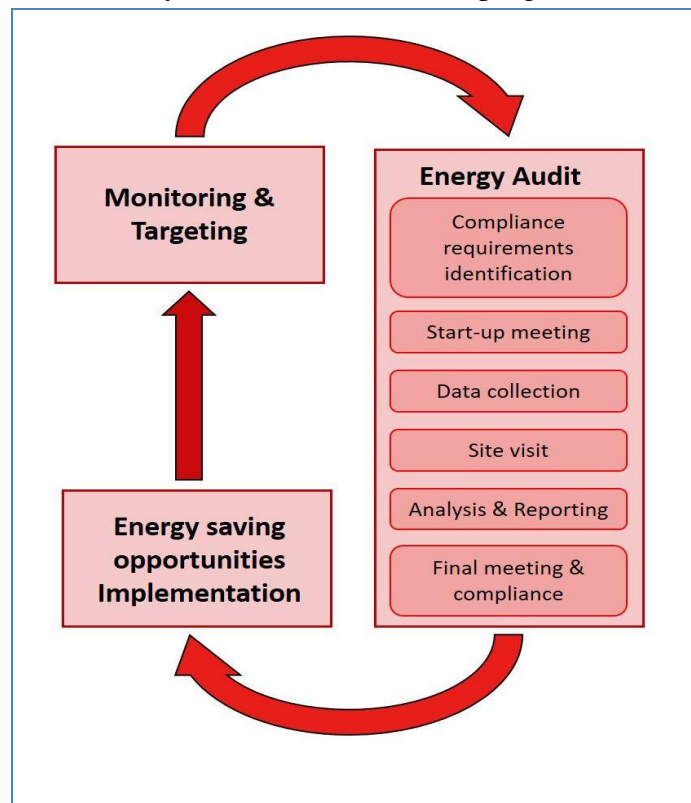 Monitoring &
Targeting
Energy Audit
Compliance
requirements
identification
Start-up meeting
Data collection
Site visit
Analysis & Reporting
Final meeting &
compliance
Energy saving
opportunities
Implementation